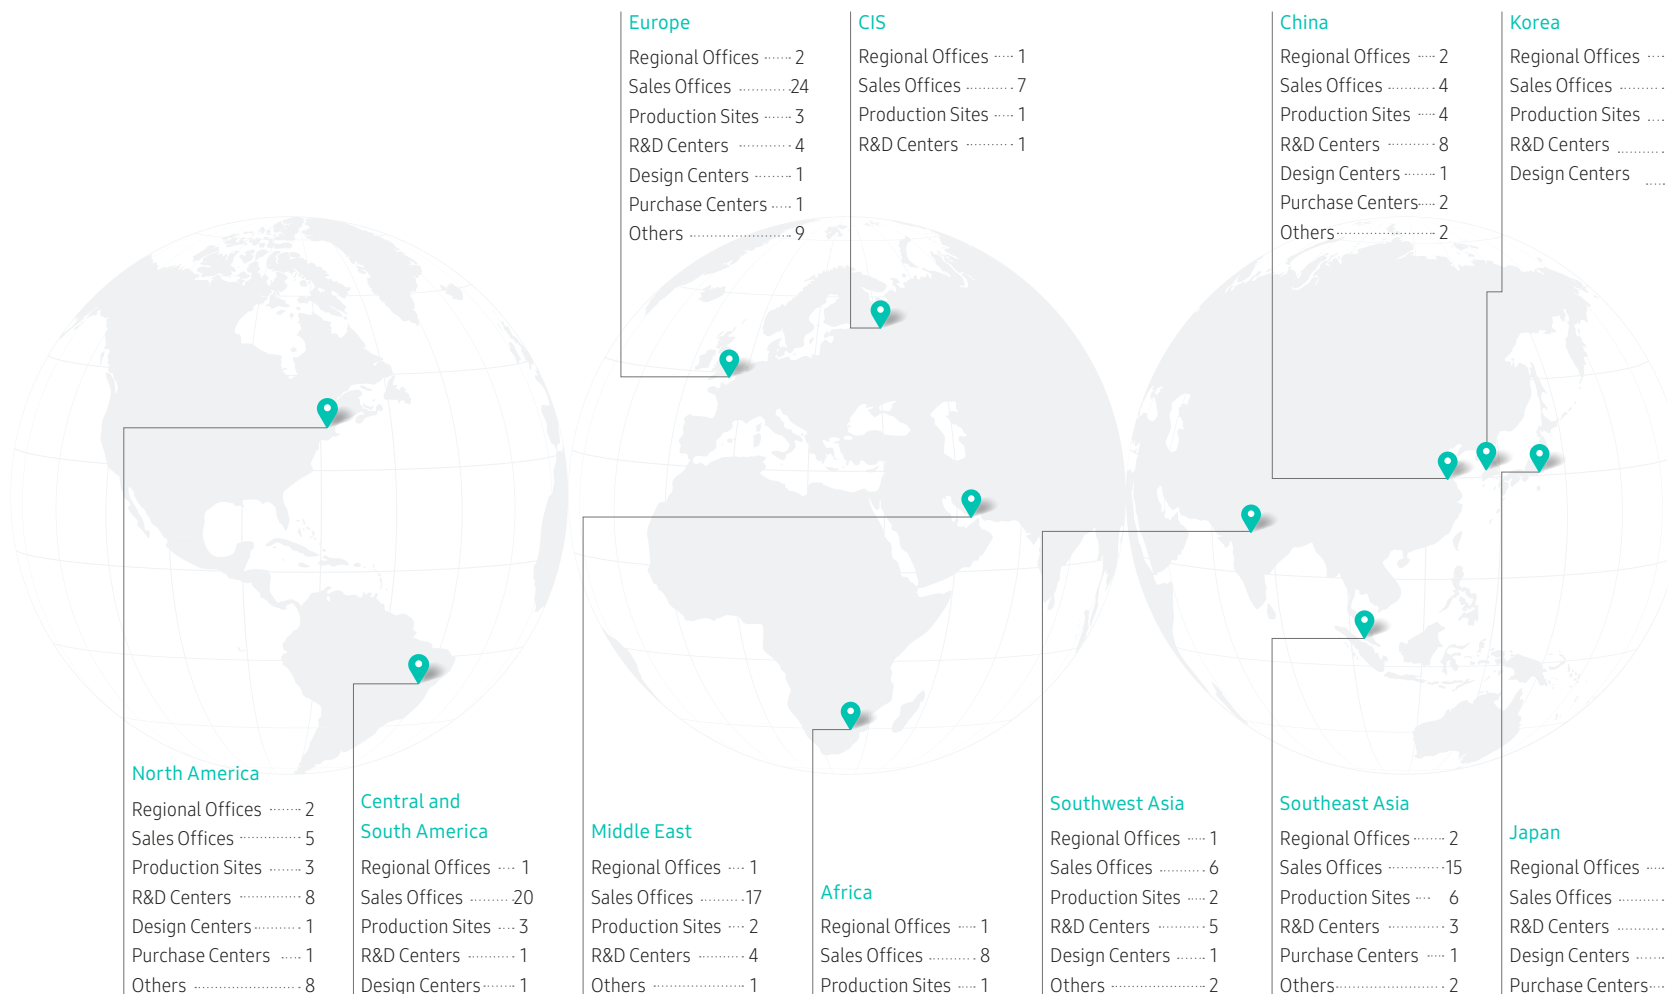 Europe
Regional Offices 2
Sales Offices 24
Production Sites 3
R&D Centers 4
Design Centers 1
Purchase Centers 1
Others 9
CIS
Regional Offices 1
Sales Offices 7
Production Sites 1
R&D Centers 1
China
Regional Offices 2
Sales Offices 4
Production Sites 4
R&D Centers 8
Design Centers 1
Purchase Centers 2
Others 2
Korea
Regional Offices
Sales Offices
Production Sites
R&D Centers
Design Centers
North America
Regional Offices 2
Sales Offices 5
Production Sites 3
R&D Centers 8
Design Centers 1
Purchase Centers 1
Others 8
Central and
South America
Regional Offices 1
Sales Offices 20
Production Sites 3
R&D Centers 1
Design Centers 1
Middle East
Regional Offices 1
Sales Offices 17
Production Sites 2
R&D Centers 4
Others 1
Africa
Regional Offices 1
Sales Offices 8
Production Sites 1
Southwest Asia
Regional Offices 1
Sales Offices 6
Production Sites 2
R&D Centers 5
Design Centers 1
Others 2
Southeast Asia
Regional Offices 2
Sales Offices 15
Production Sites 6
R&D Centers 3
Purchase Centers 1
Others 2
Japan
Regional Offices
Sales Offices
R&D Centers
Design Centers
Purchase Centers